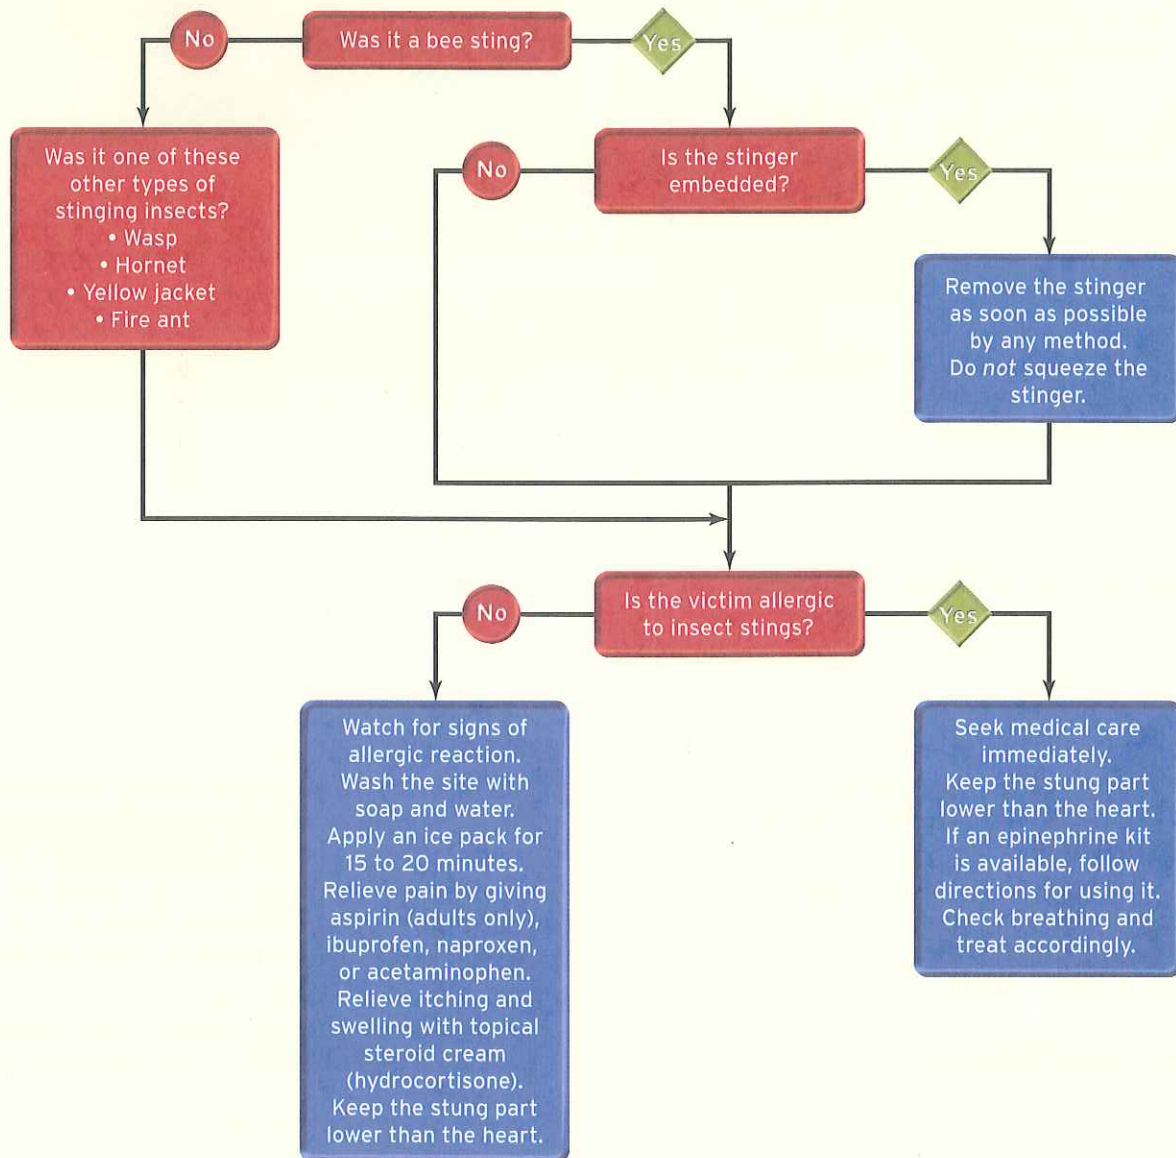 No
Was it a bee sting?
Yes
Was it one of these
other types of
stinging insects?
• Wasp
• Hornet
• Yellow jacket
• Fire ant
No
Is the stinger
embedded?
Yes
Remove the stinger
as soon as possible
by any method.
Do not squeeze the
stinger.
No
Is the victim allergic
to insect stings?
Yes
Watch for signs of
allergic reaction.
Wash the site with
soap and water.
Apply an ice pack for
15 to 20 minutes.
Relieve pain by giving
aspirin (adults only),
ibuprofen, naproxen,
or acetaminophen.
Relieve itching and
swelling with topical
steroid cream
(hydrocortisone).
Keep the stung part
lower than the heart.
Seek medical care
immediately.
Keep the stung part
lower than the heart.
If an epinephrine kit
is available, follow
directions for using it.
Check breathing and
treat accordingly.